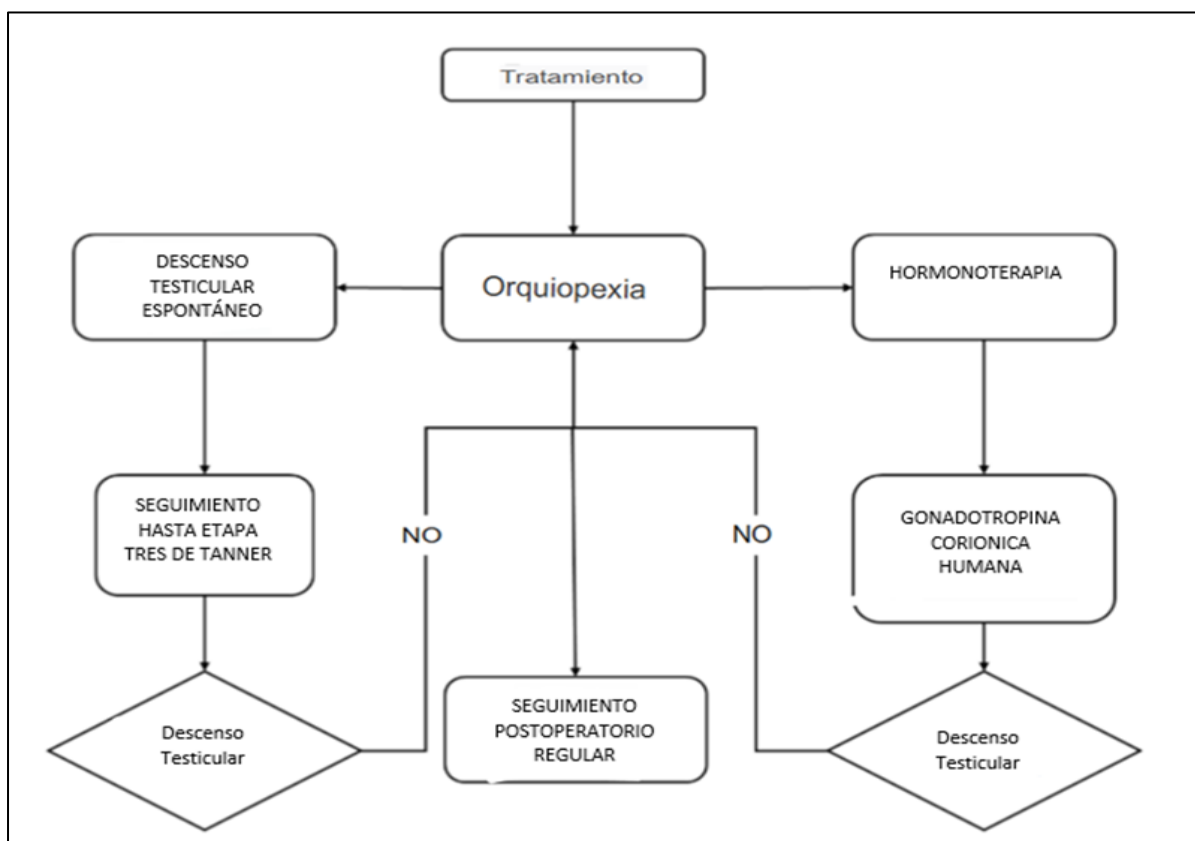 Tratamiento
DESCENSO
TESTICULAR
ESPONTÁNEO
Orquiopexia
HORMONOTERAPIA
SEGUIMIENTO
HASTA ETAPA
TRES DE TANNER
NO
NO
GONADOTROPINA
CORIONICA
HUMANA
Descenso
Testicular
SEGUIMIENTO
POSTOPERATORIO
REGULAR
Descenso
Testicular